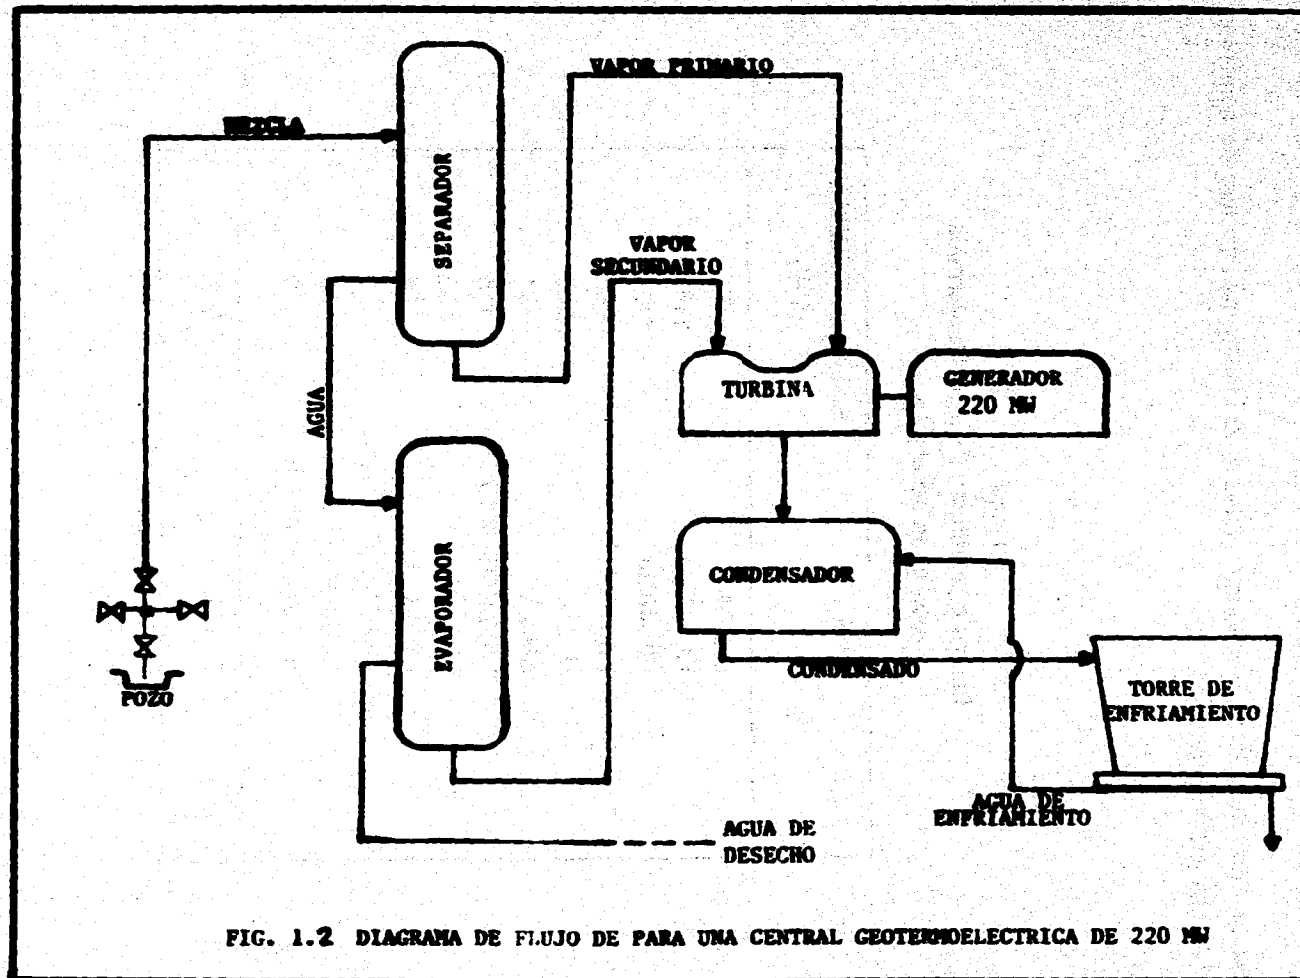 VAPOR PRIMARIO
MEZCLA
SEPARADOR
VAPOR
SECUNDARIO
AGUA
TURBINA
GENERADOR
220 MW
EVAPORADOR
CONDENSADOR
POZO
CONDENSADO
TORRE DE
ENFRIAMIENTO
AGUA DE
ENFRIAMIENTO
AGUA DE
DESECHO
FIG. 1.2 DIAGRAMA DE FLUJO DE PARA UNA CENTRAL GEOTERMOELECTRICA DE 220 MW